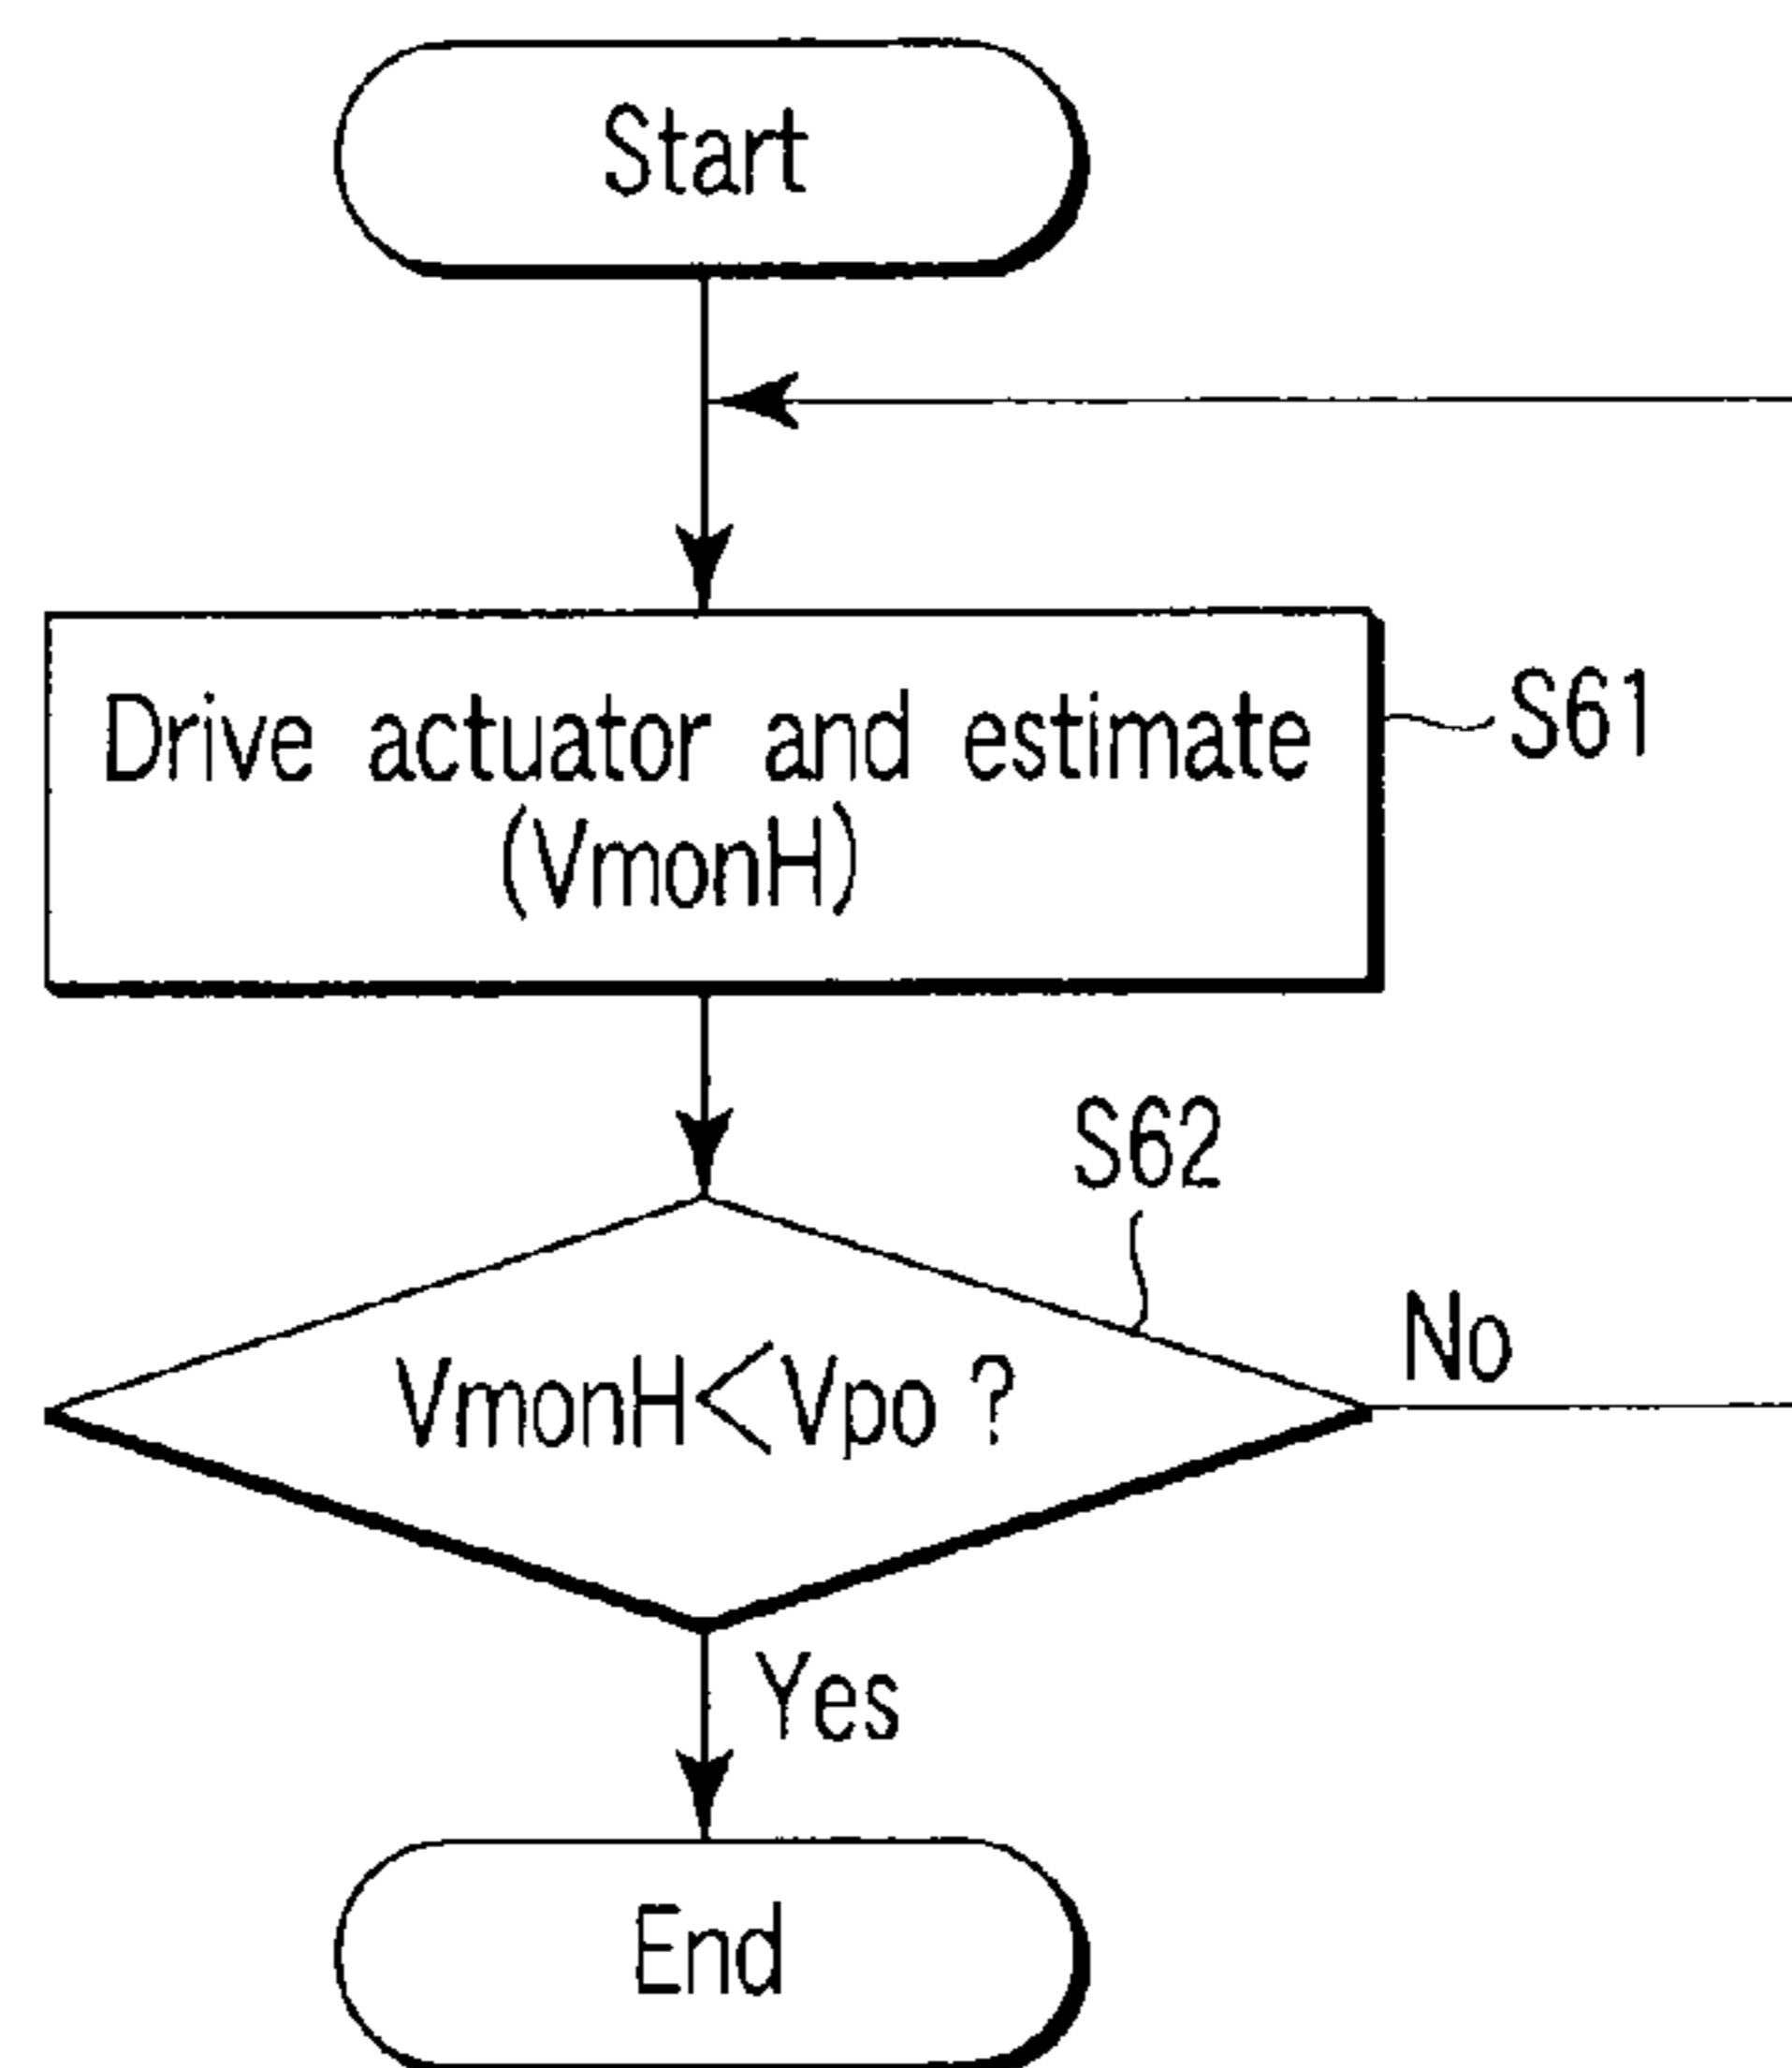 Start
Drive actuator and estimate
(VmonH)
S61
S62
VmonH<Vpo ?
No
Yes
End